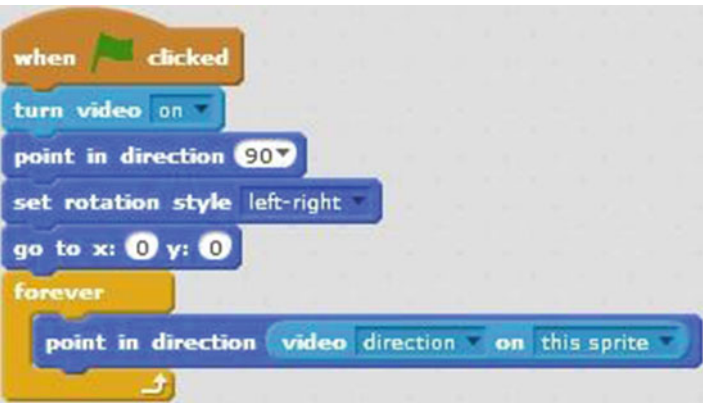 when clicked
turn video on
point in direction 90
set rotation style left-right
go to x: 0 y: 0
forever
point in direction video direction on this sprite